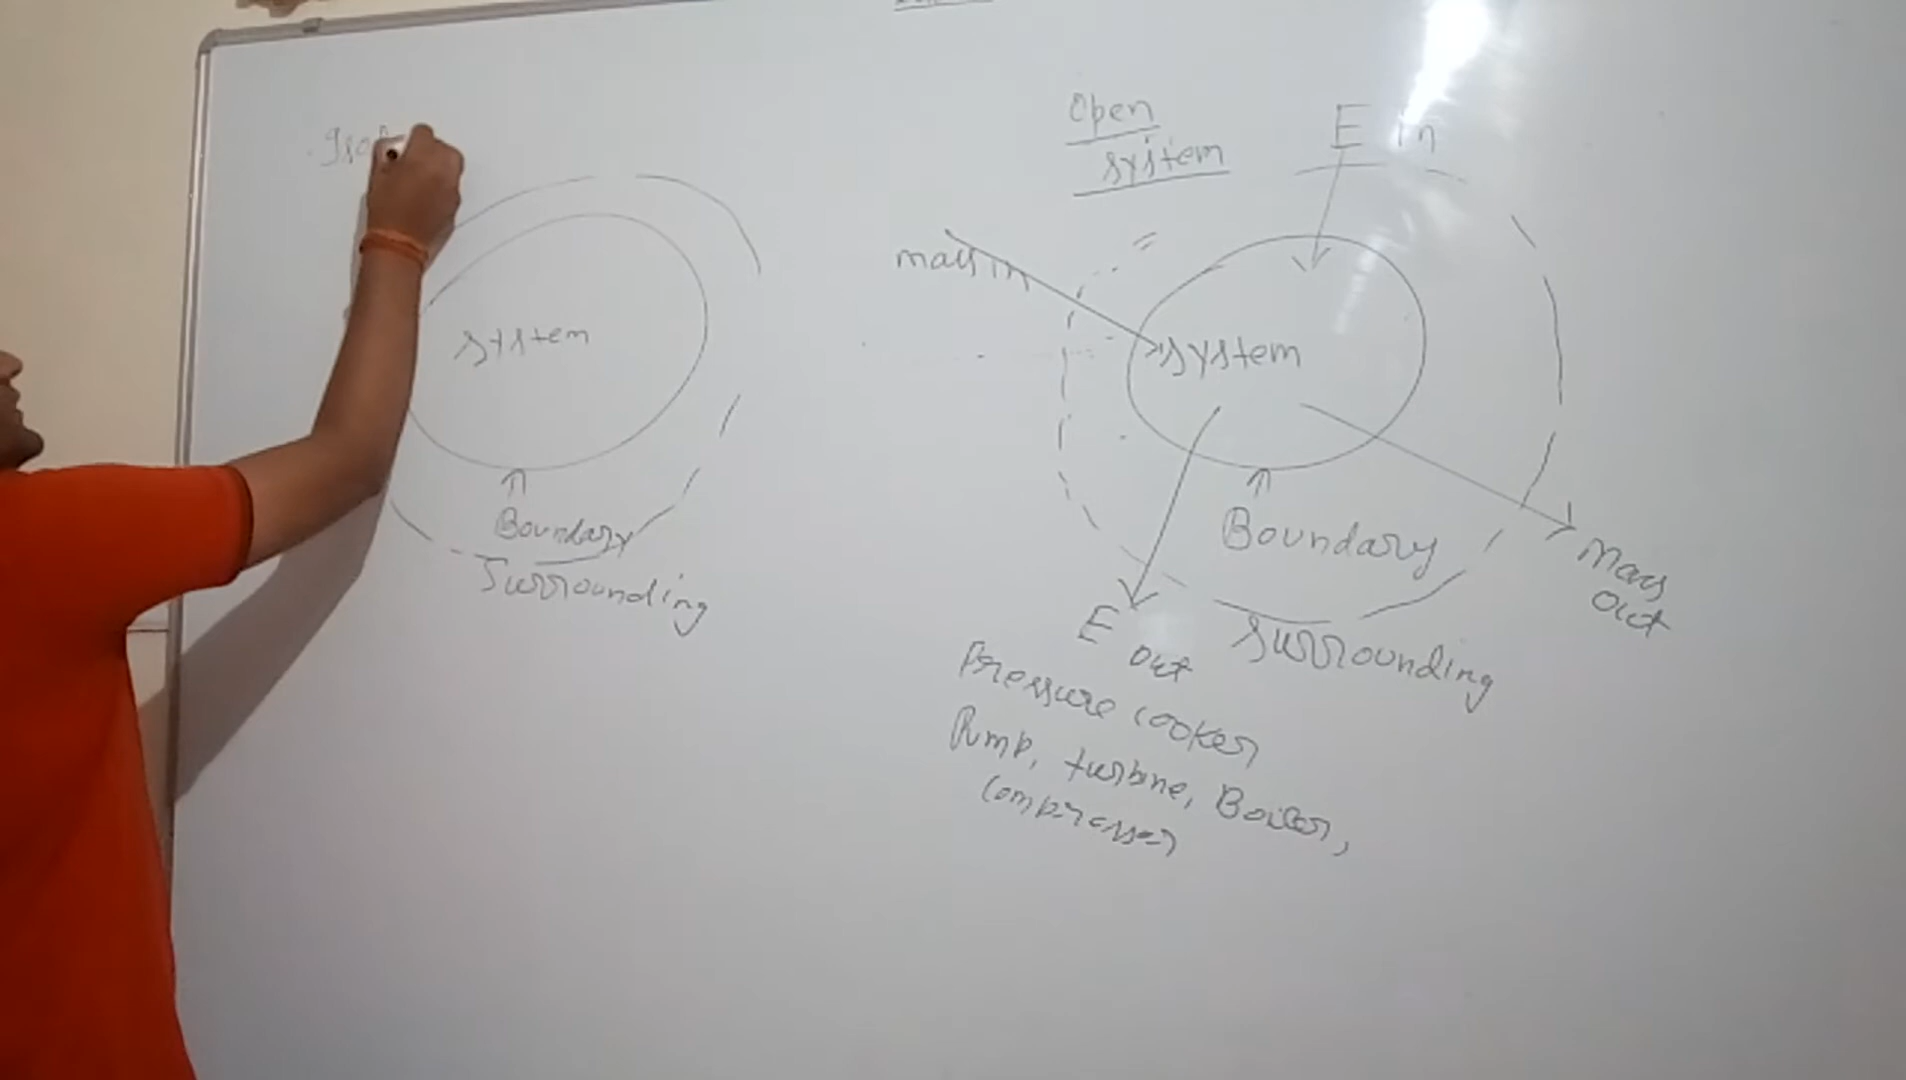 System
Boundary
Surrounding
Open
System
E in
mass in
System
Boundary
Mass
out
E out
Surrounding
Pressure cooker
Pump, turbine, Boiler,
Compressor